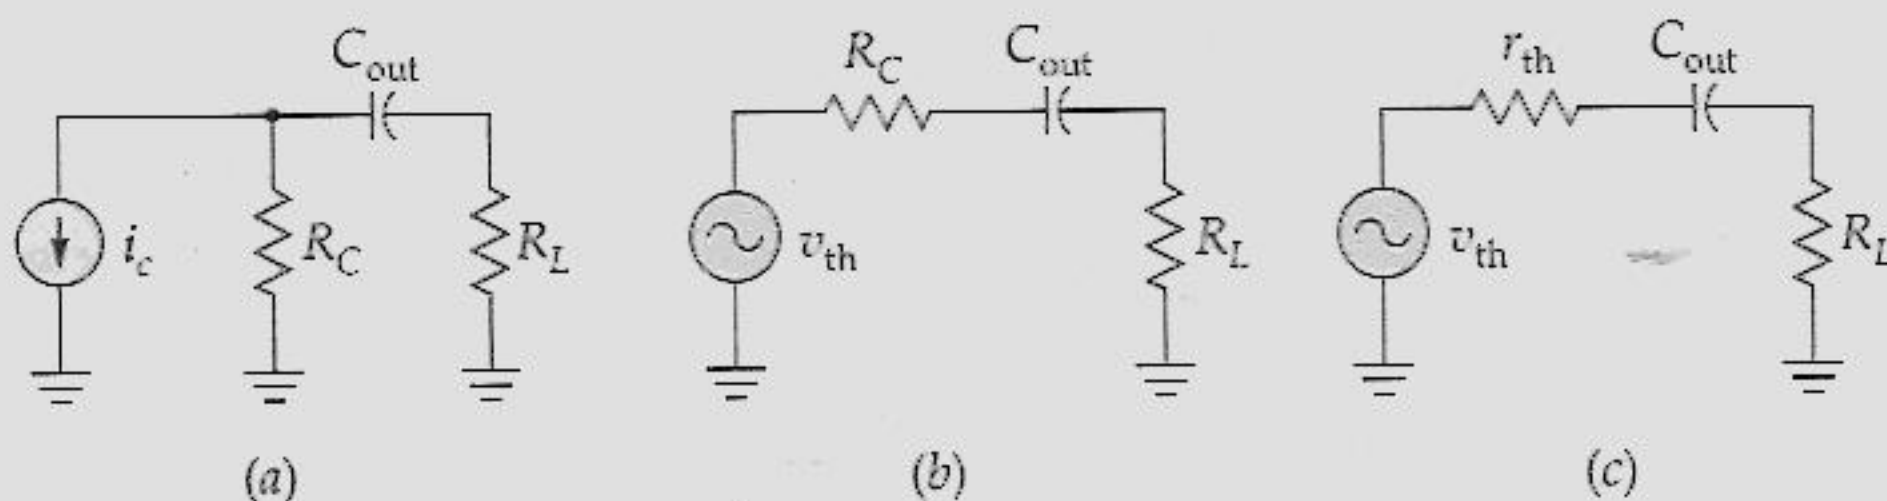 C_out
i_c
R_C
R_L
(a)
R_C
C_out
v_th
R_L
(b)
r_th
C_out
v_th
R_L
(c)